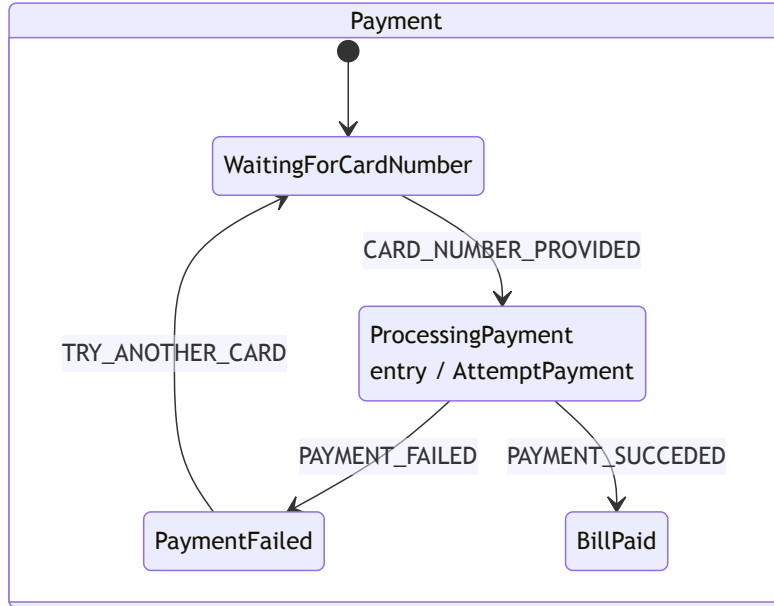 Payment
WaitingForCardNumber
CARD_NUMBER_PROVIDED
ProcessingPayment
entry / AttemptPayment
TRY_ANOTHER_CARD
PAYMENT_FAILED
PAYMENT_SUCCEDED
PaymentFailed
BillPaid